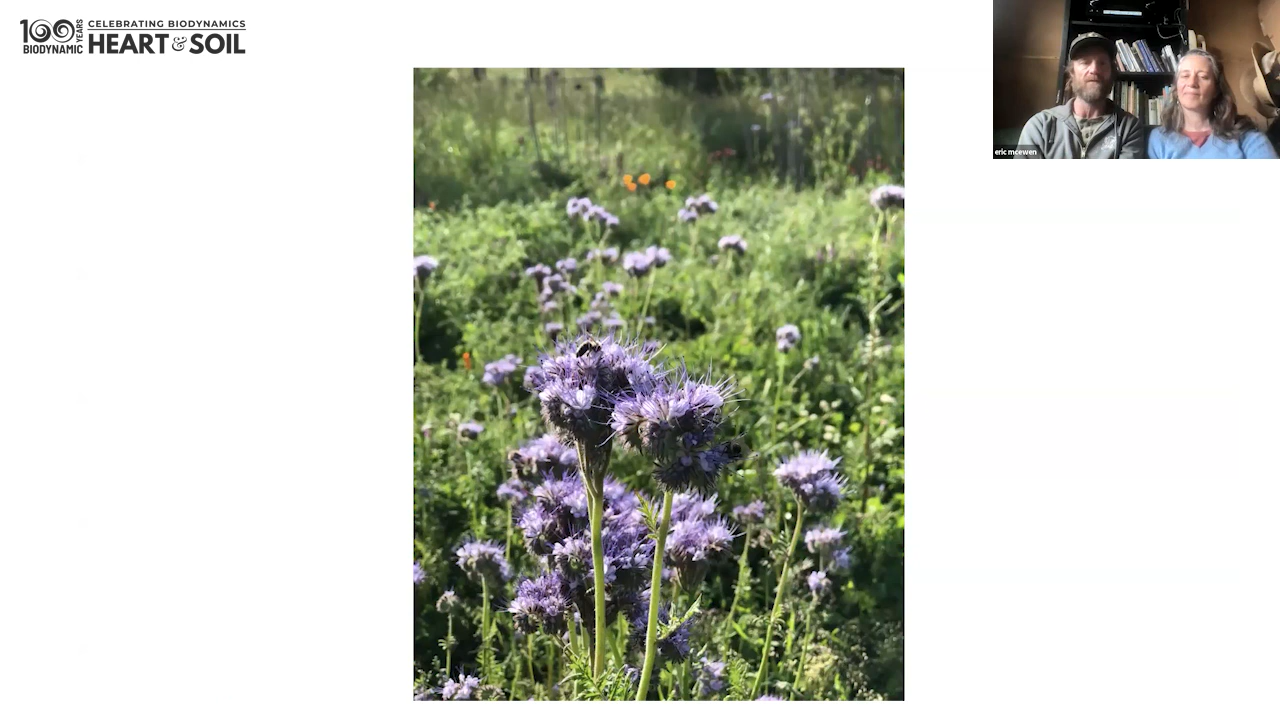 100 YEARS
BIODYNAMIC
CELEBRATING BIODYNAMICS
HEART & SOIL
eric mcewen